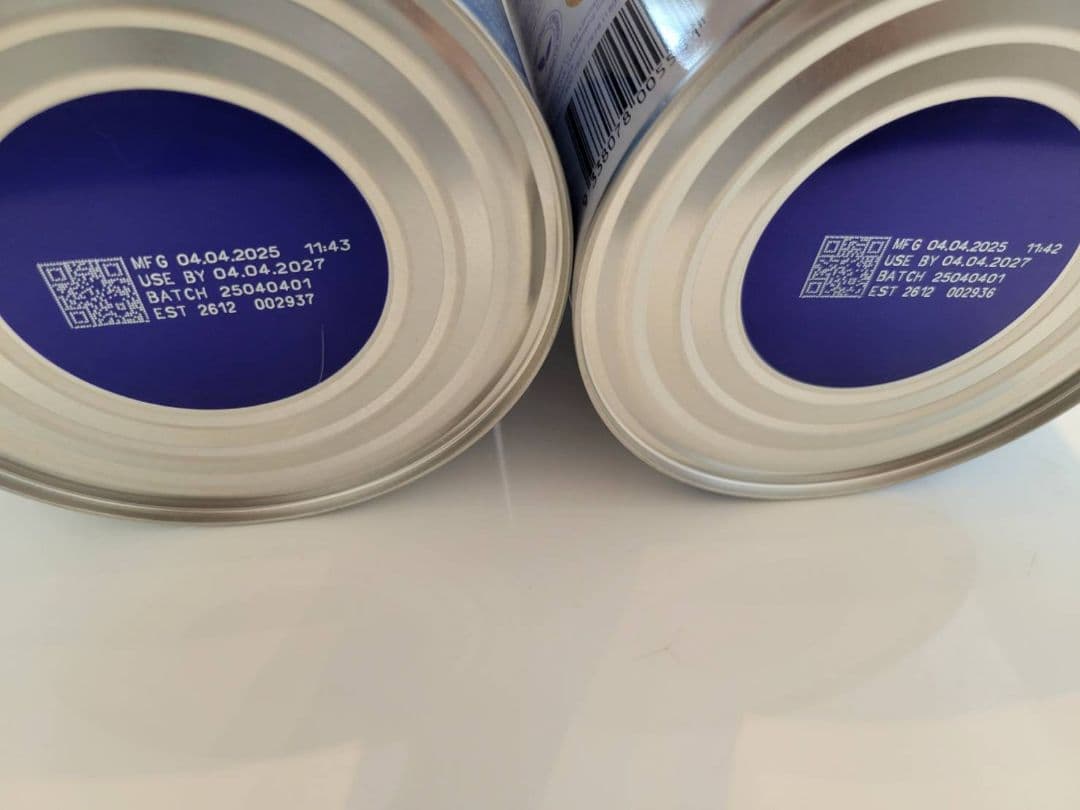 MFG 04.04.2025 11:43
USE BY 04.04.2027
BATCH 25040401
EST 2612 002937
MFG 04.04.2025 11:42
USE BY 04.04.2027
BATCH 25040401
EST 2612 002936